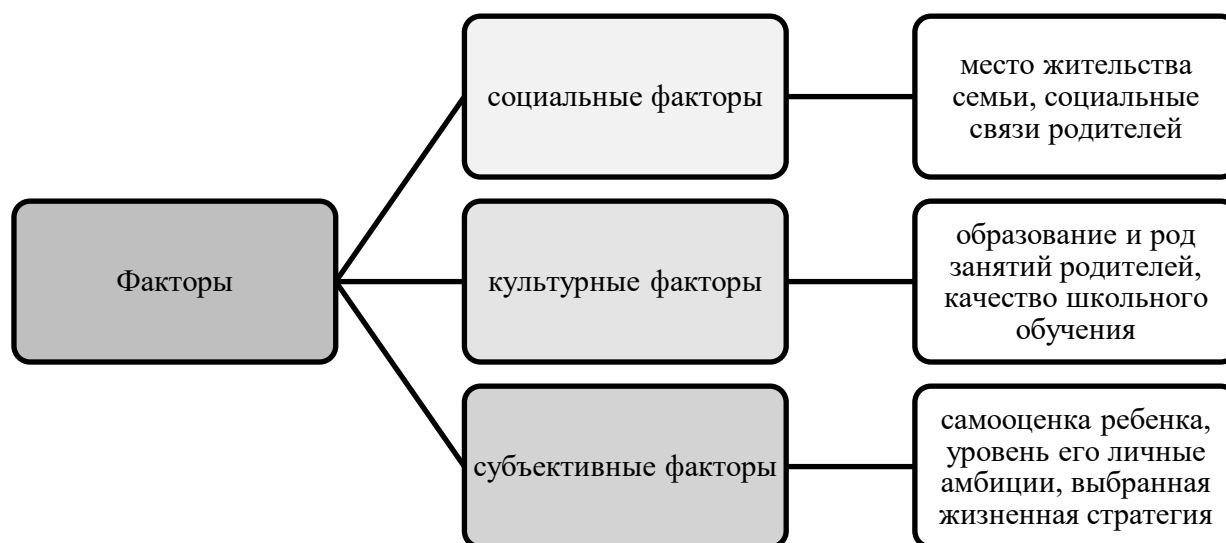 социальные факторы
место жительства
семьи, социальные
связи родителей
Факторы
культурные факторы
образование и род
занятий родителей,
качество школьного
обучения
субъективные факторы
самооценка ребенка,
уровень его личные
амбиции, выбранная
жизненная стратегия